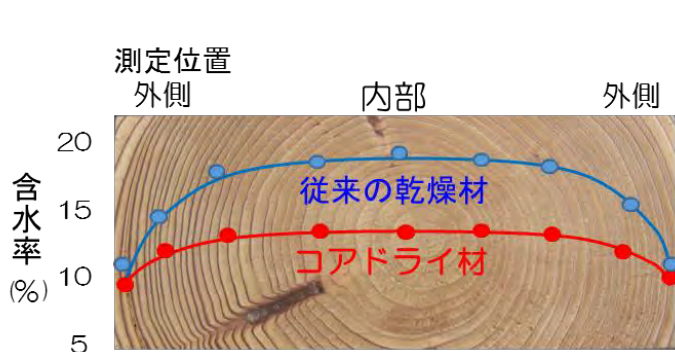 測定位置
外側 内部 外側
20
15
10
5
含水率
(%)
従来の乾燥材
コアドライ材